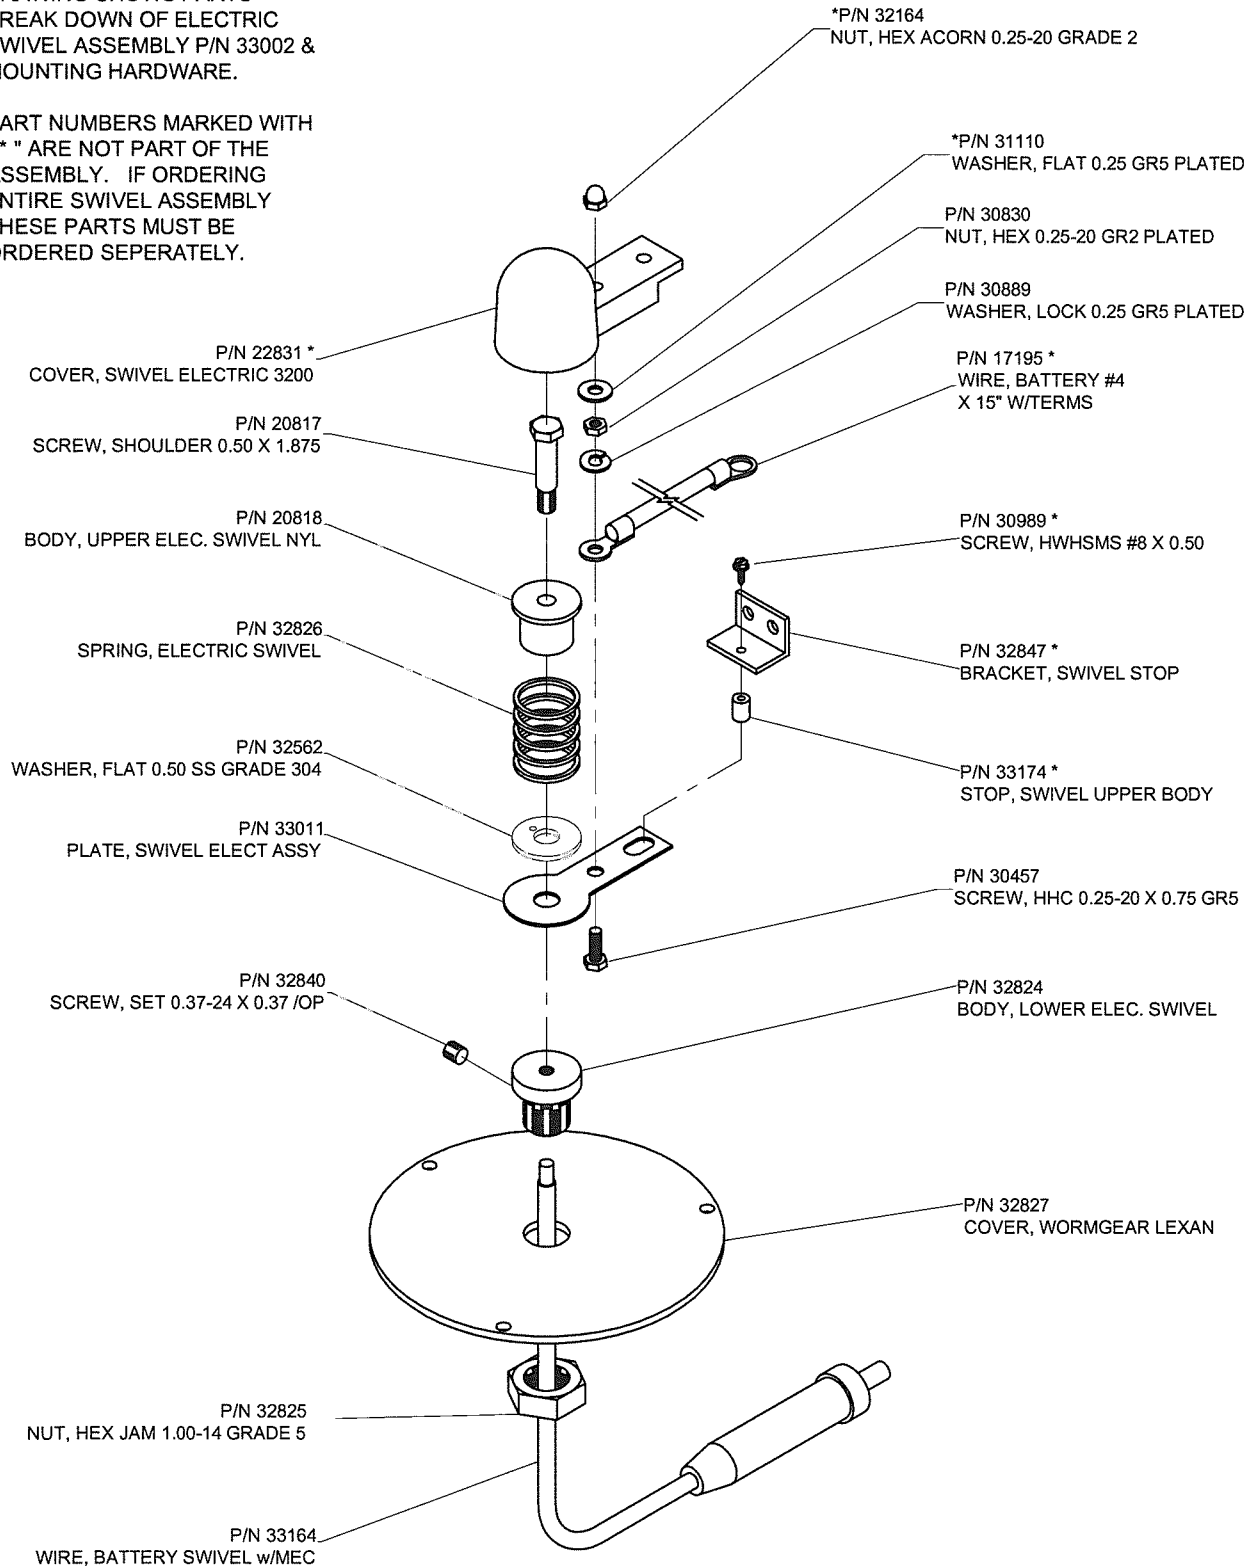 REAK DOWN OF ELECTRIC
WIVEL ASSEMBLY P/N 33002 &
OUNTING HARDWARE.
ART NUMBERS MARKED WITH
* " ARE NOT PART OF THE
SSEMBLY. IF ORDERING
NTIRE SWIVEL ASSEMBLY
HESE PARTS MUST BE
RDERED SEPERATELY.
*P/N 32164
NUT, HEX ACORN 0.25-20 GRADE 2
*P/N 31110
WASHER, FLAT 0.25 GR5 PLATED
P/N 30830
NUT, HEX 0.25-20 GR2 PLATED
P/N 30889
WASHER, LOCK 0.25 GR5 PLATED
P/N 22831 *
COVER, SWIVEL ELECTRIC 3200
P/N 17195 *
WIRE, BATTERY #4
X 15" W/TERMS
P/N 20817
SCREW, SHOULDER 0.50 X 1.875
P/N 20818
BODY, UPPER ELEC. SWIVEL NYL
P/N 30989 *
SCREW, HWHSMS #8 X 0.50
P/N 32826
SPRING, ELECTRIC SWIVEL
P/N 32847 *
BRACKET, SWIVEL STOP
P/N 32562
WASHER, FLAT 0.50 SS GRADE 304
P/N 33174 *
STOP, SWIVEL UPPER BODY
P/N 33011
PLATE, SWIVEL ELECT ASSY
P/N 30457
SCREW, HHC 0.25-20 X 0.75 GR5
P/N 32840
SCREW, SET 0.37-24 X 0.37 /OP
P/N 32824
BODY, LOWER ELEC. SWIVEL
P/N 32827
COVER, WORMGEAR LEXAN
P/N 32825
NUT, HEX JAM 1.00-14 GRADE 5
P/N 33164
WIRE, BATTERY SWIVEL w/MEC